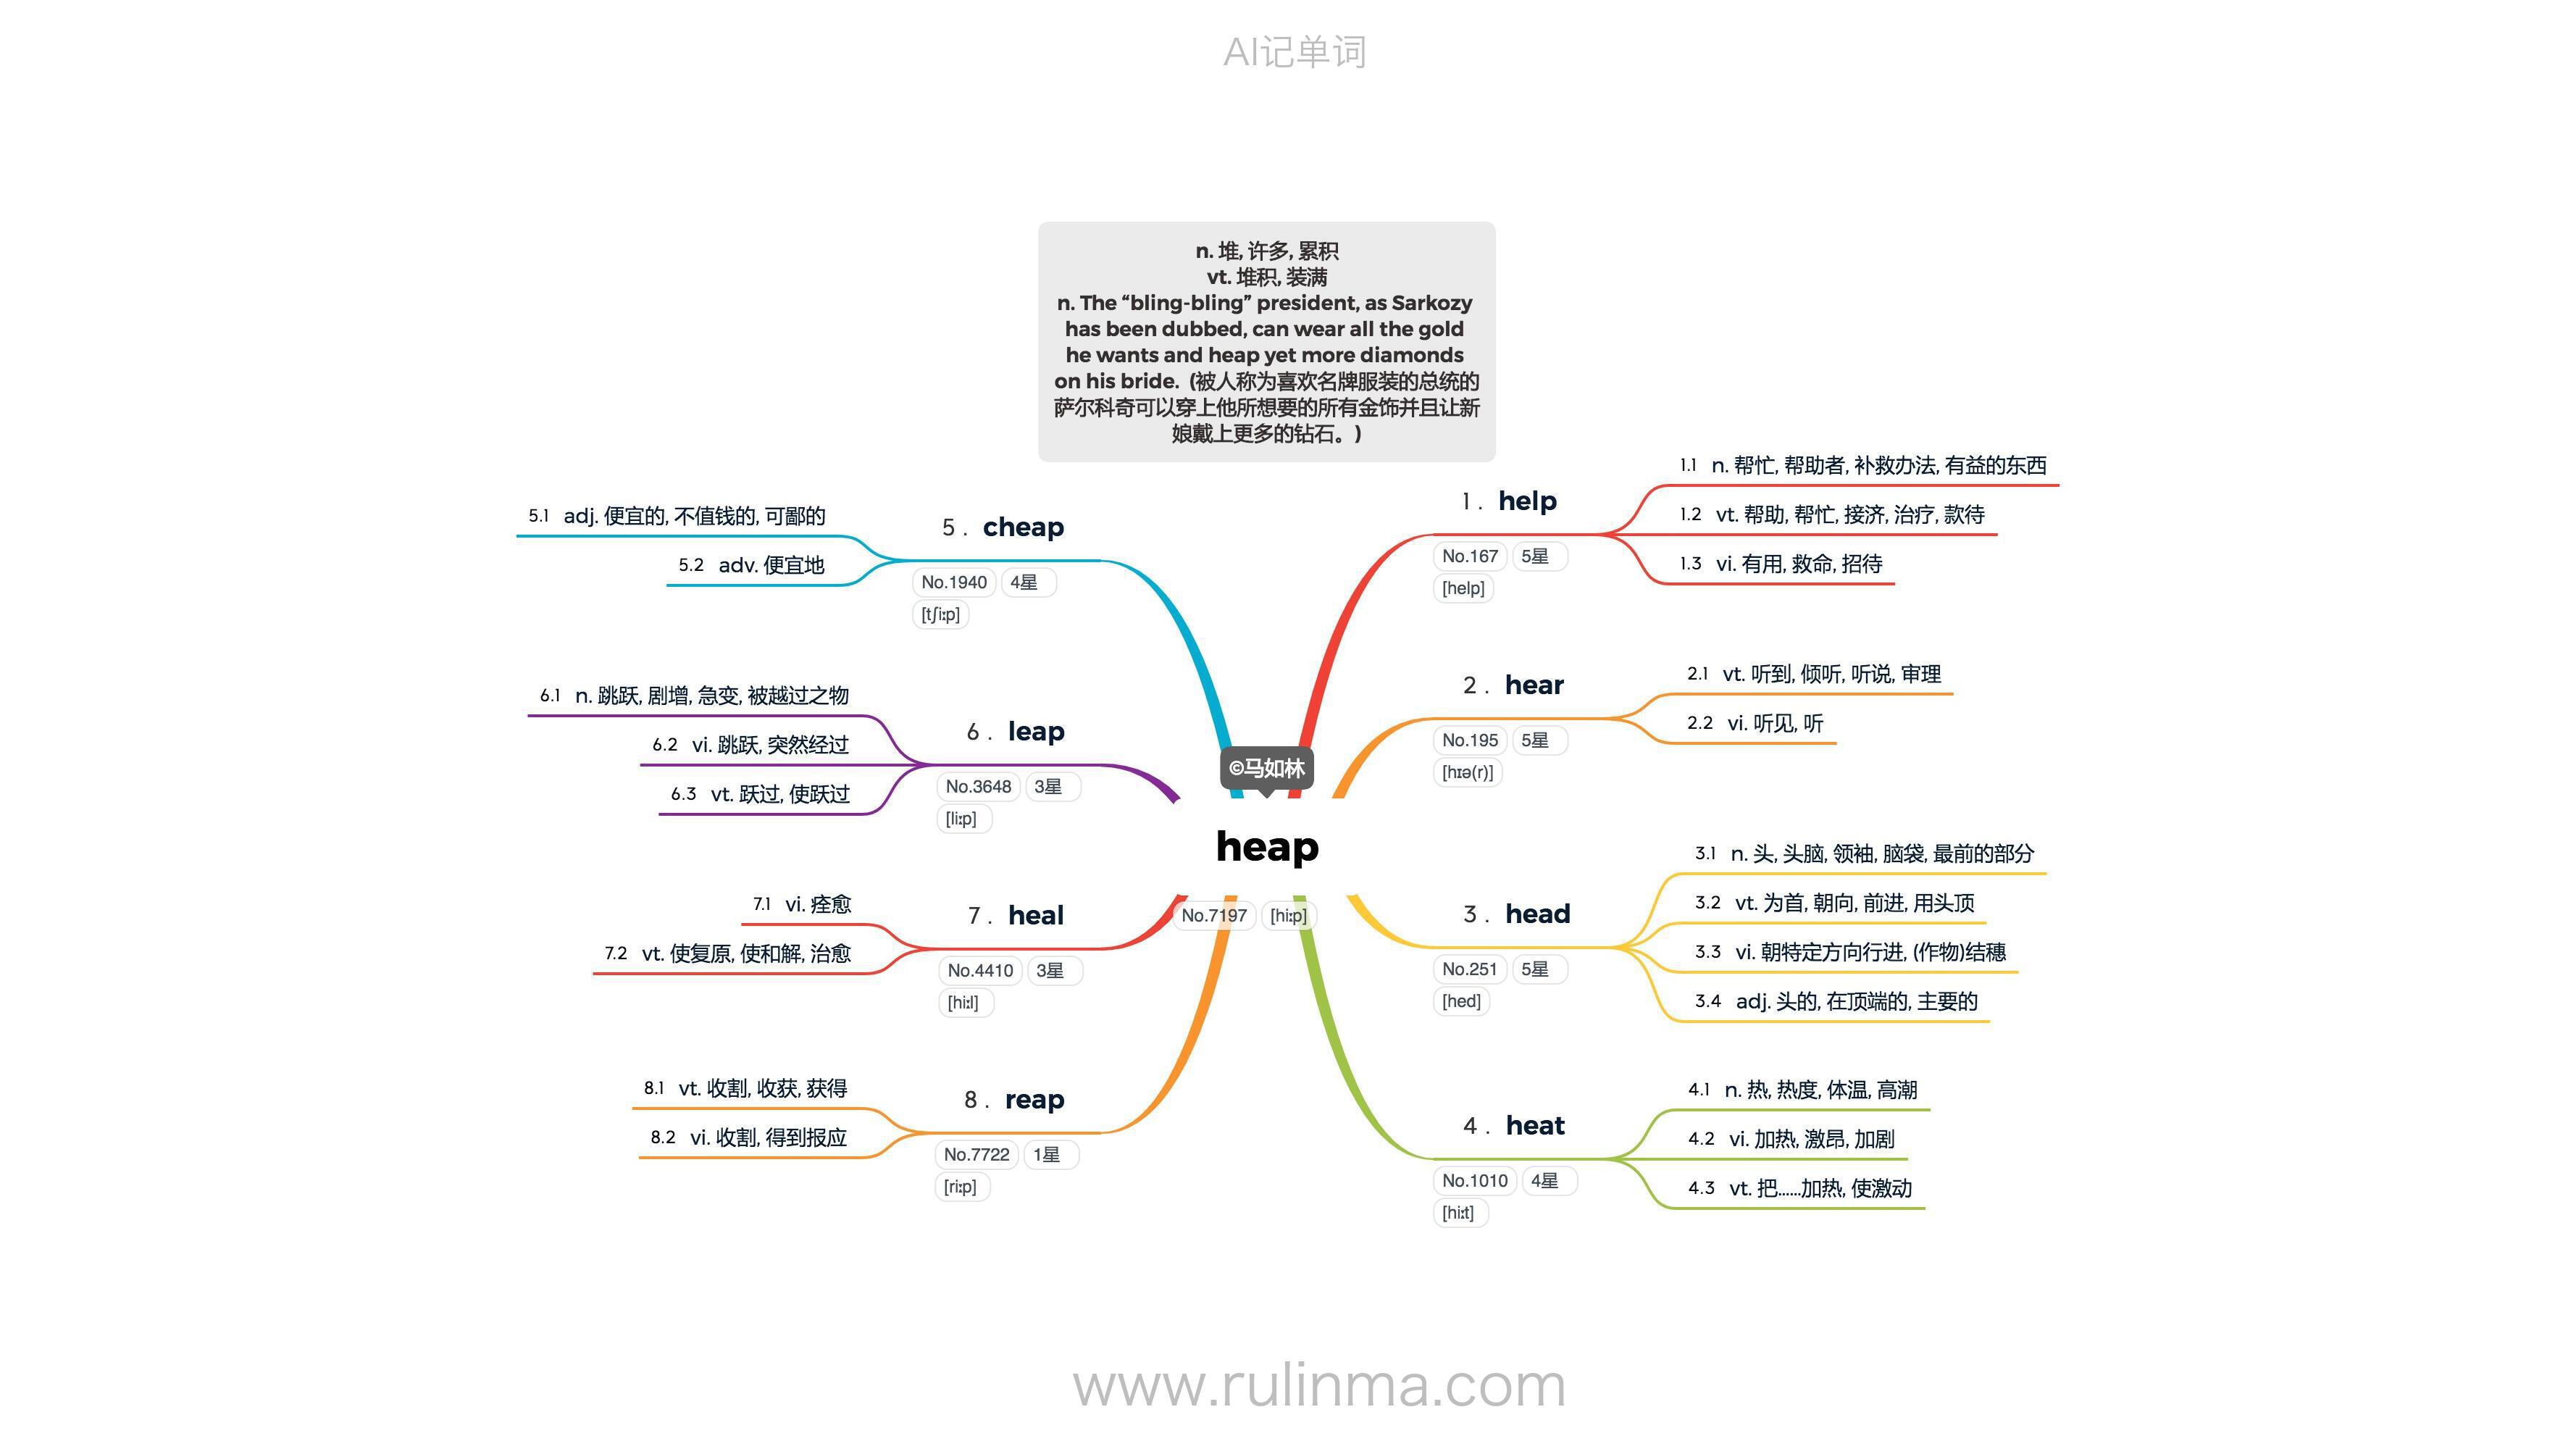 AI记单词
n. 堆, 许多, 累积
vt. 堆积, 装满
n. The “bling-bling” president, as Sarkozy
has been dubbed, can wear all the gold
he wants and heap yet more diamonds
on his bride. (被人称为喜欢名牌服装的总统的
萨尔科奇可以穿上他所想要的所有金饰并且让新
娘戴上更多的钻石。)
©马如林
heap
No.7197 [hiːp]
1. help
No.167 5星
[help]
1.1 n. 帮忙, 帮助者, 补救办法, 有益的东西
1.2 vt. 帮助, 帮忙, 接济, 治疗, 款待
1.3 vi. 有用, 救命, 招待
2. hear
No.195 5星
[hɪə(r)]
2.1 vt. 听到, 倾听, 听说, 审理
2.2 vi. 听见, 听
3. head
No.251 5星
[hed]
3.1 n. 头, 头脑, 领袖, 脑袋, 最前的部分
3.2 vt. 为首, 朝向, 前进, 用头顶
3.3 vi. 朝特定方向行进, (作物)结穗
3.4 adj. 头的, 在顶端的, 主要的
4. heat
No.1010 4星
[hiːt]
4.1 n. 热, 热度, 体温, 高潮
4.2 vi. 加热, 激昂, 加剧
4.3 vt. 把……加热, 使激动
5. cheap
No.1940 4星
[tʃiːp]
5.1 adj. 便宜的, 不值钱的, 可鄙的
5.2 adv. 便宜地
6. leap
No.3648 3星
[liːp]
6.1 n. 跳跃, 剧增, 急变, 被越过之物
6.2 vi. 跳跃, 突然经过
6.3 vt. 跃过, 使跃过
7. heal
No.4410 3星
[hiːl]
7.1 vi. 痊愈
7.2 vt. 使复原, 使和解, 治愈
8. reap
No.7722 1星
[riːp]
8.1 vt. 收割, 收获, 获得
8.2 vi. 收割, 得到报应
www.rulinma.com